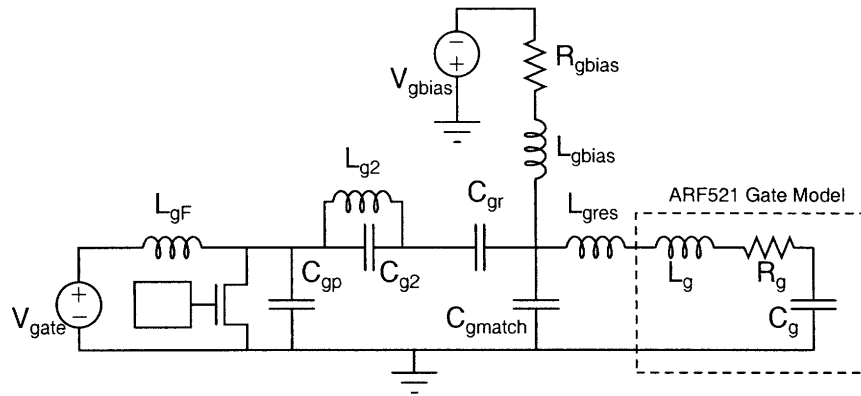 V_gbias
R_gbias
L_gbias
L_g2
C_gr
L_gF
L_gres
ARF521 Gate Model
V_gate
C_gp
C_g2
C_gmatch
L_g
R_g
C_g